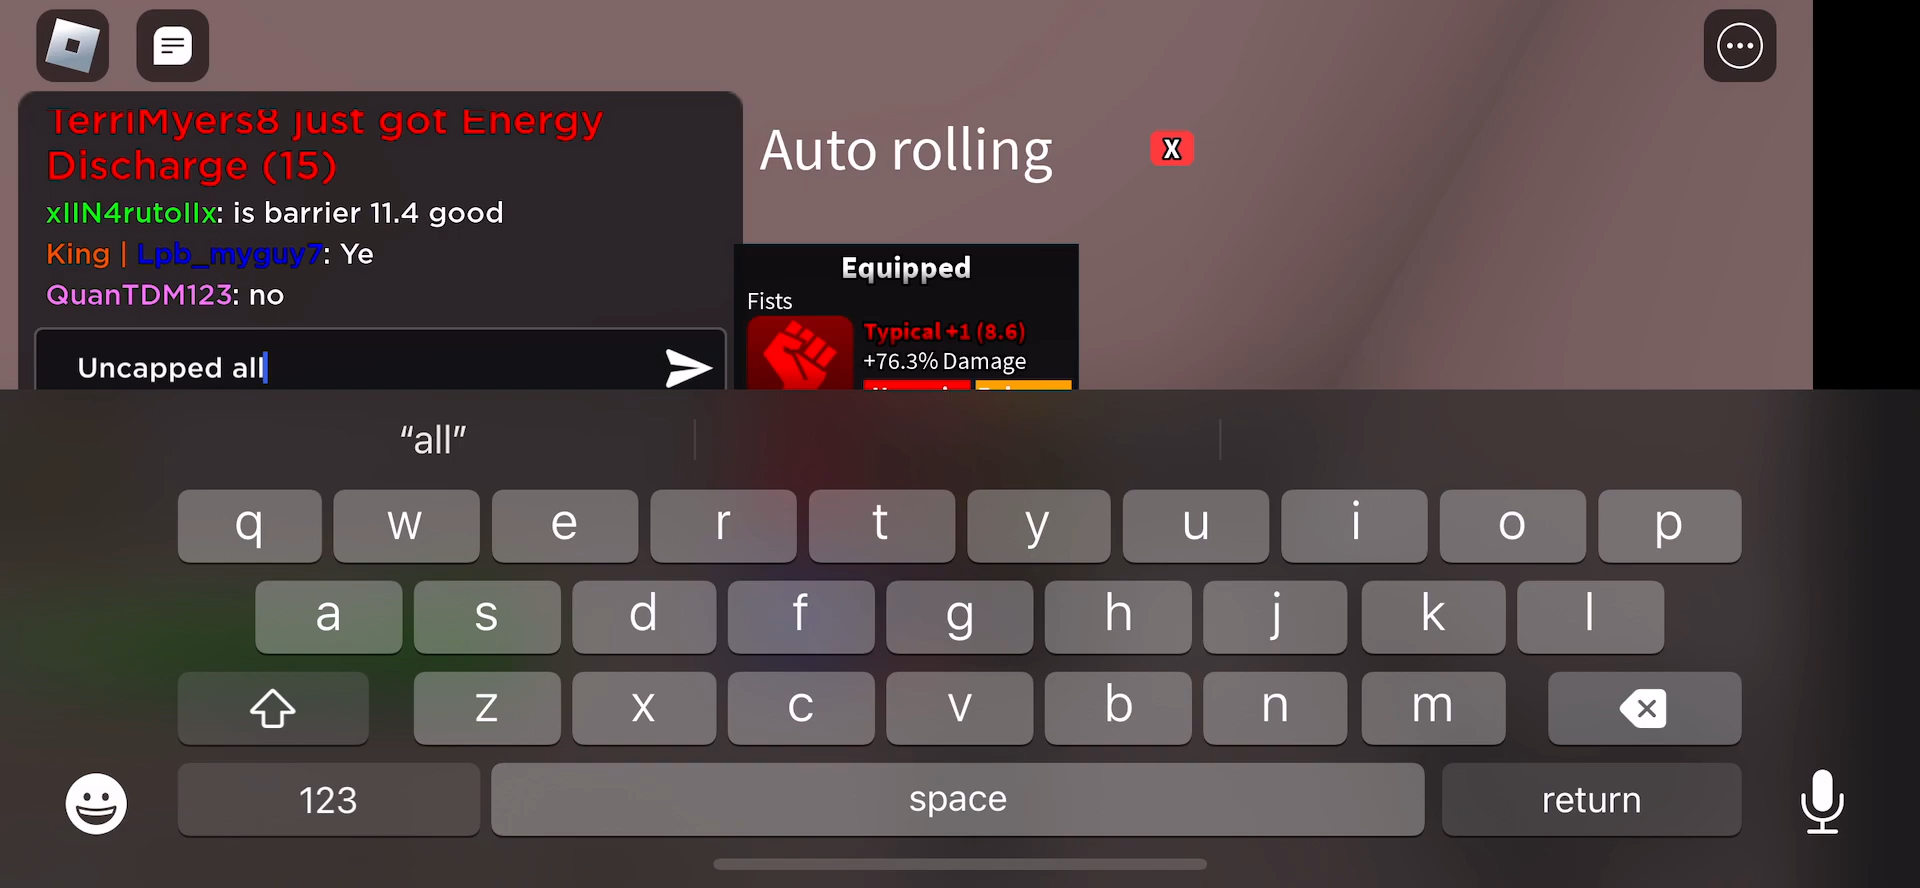 TerriMyers8 just got Energy
Discharge (15)
xIIN4rutoIIx: is barrier 11.4 good
King | Lpb_myguy7: Ye
QuanTDM123: no
Uncapped all
Auto rolling
X
Equipped
Fists
Typical +1 (8.6)
+76.3% Damage
“all”
q w e r t y u i o p
a s d f g h j k l
z x c v b n m
123
space
return